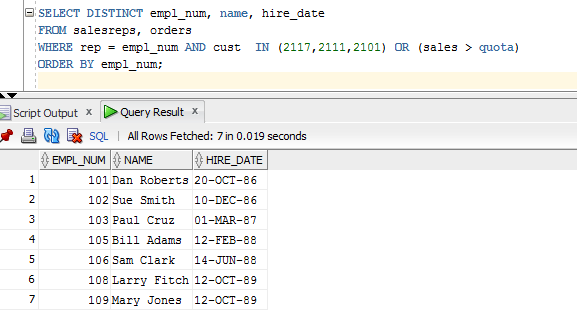 SELECT DISTINCT empl_num, name, hire_date
FROM salesreps, orders
WHERE rep = empl_num AND cust  IN (2117,2111,2101) OR (sales > quota)
ORDER BY empl_num;
Script Output x Query Result x
SQL | All Rows Fetched: 7 in 0.019 seconds
EMPL_NUM NAME HIRE_DATE
1 101 Dan Roberts 20-OCT-86
2 102 Sue Smith 10-DEC-86
3 103 Paul Cruz 01-MAR-87
4 105 Bill Adams 12-FEB-88
5 106 Sam Clark 14-JUN-88
6 108 Larry Fitch 12-OCT-89
7 109 Mary Jones 12-OCT-89